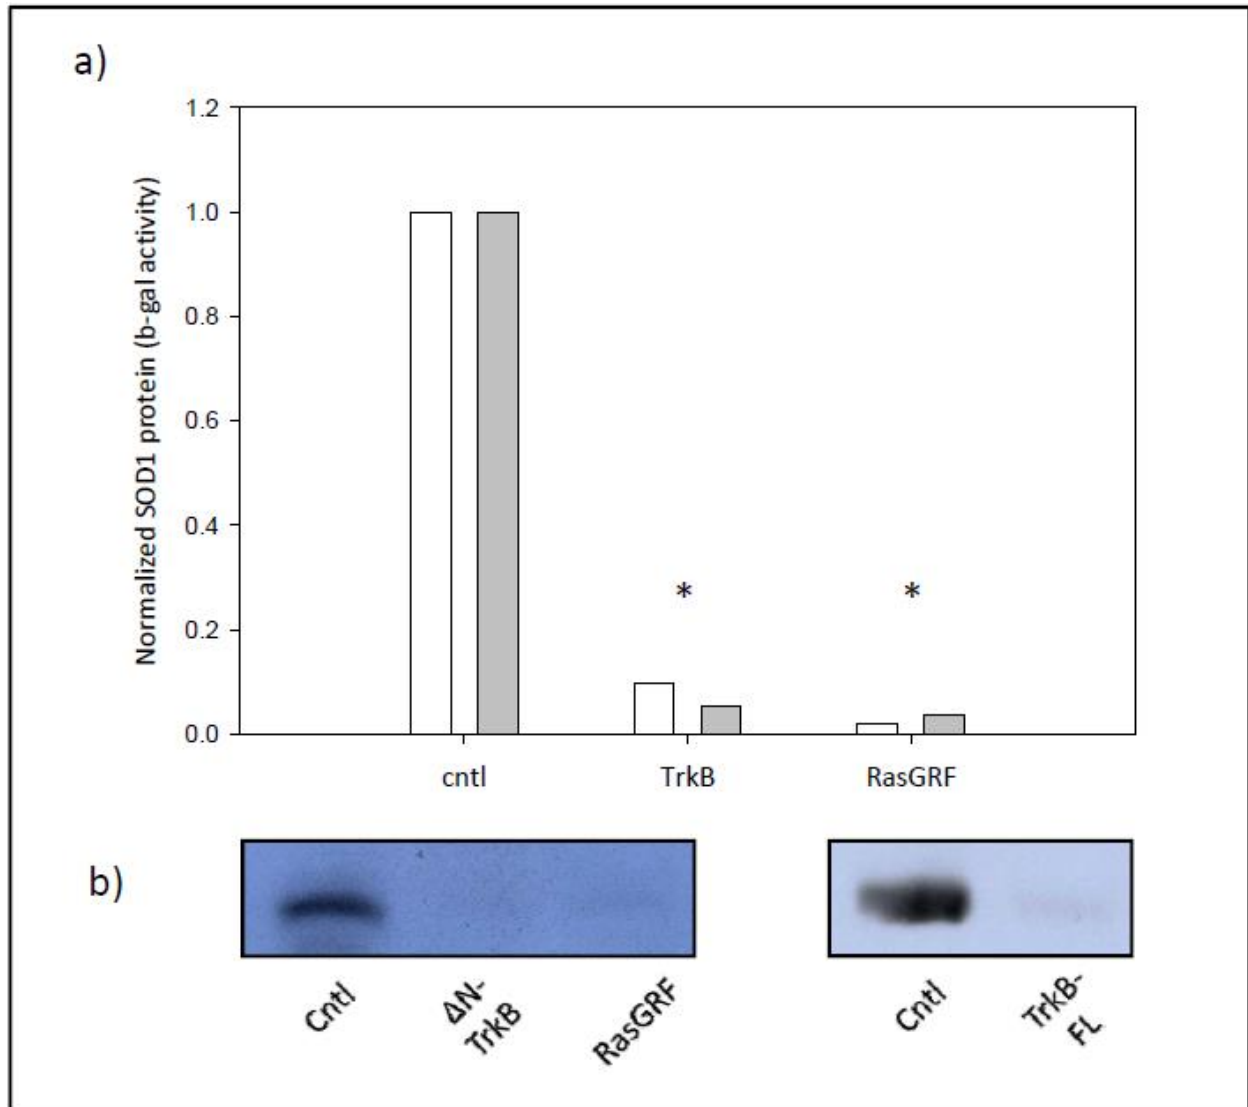 a)
Normalized SOD1 protein (b-gal activity)
1.2
1.0
0.8
0.6
0.4
0.2
0.0
*
*
cntl
TrkB
RasGRF
b)
Cntl
ΔN-
TrkB
RasGRF
Cntl
TrkB-
FL